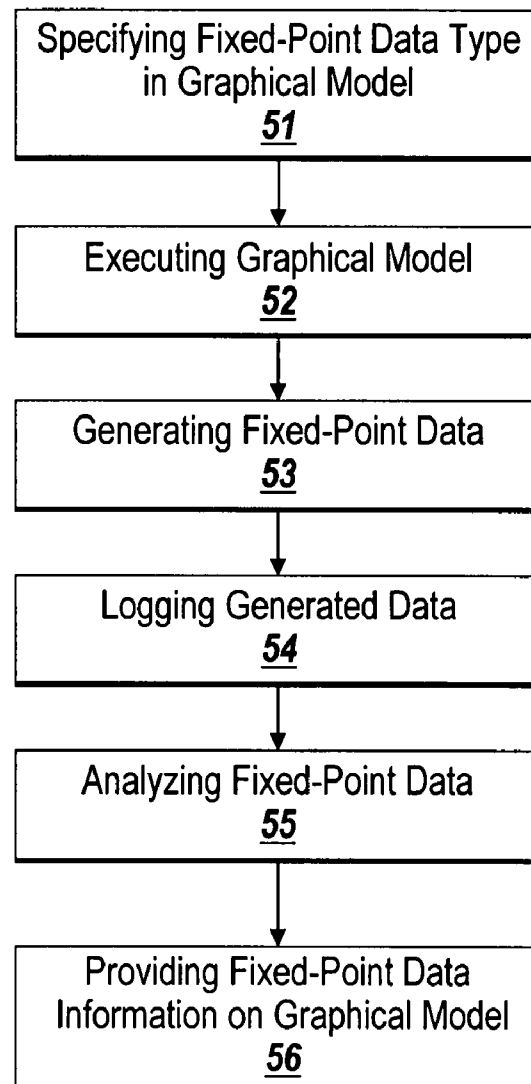 Specifying Fixed-Point Data Type
in Graphical Model
51
Executing Graphical Model
52
Generating Fixed-Point Data
53
Logging Generated Data
54
Analyzing Fixed-Point Data
55
Providing Fixed-Point Data
Information on Graphical Model
56